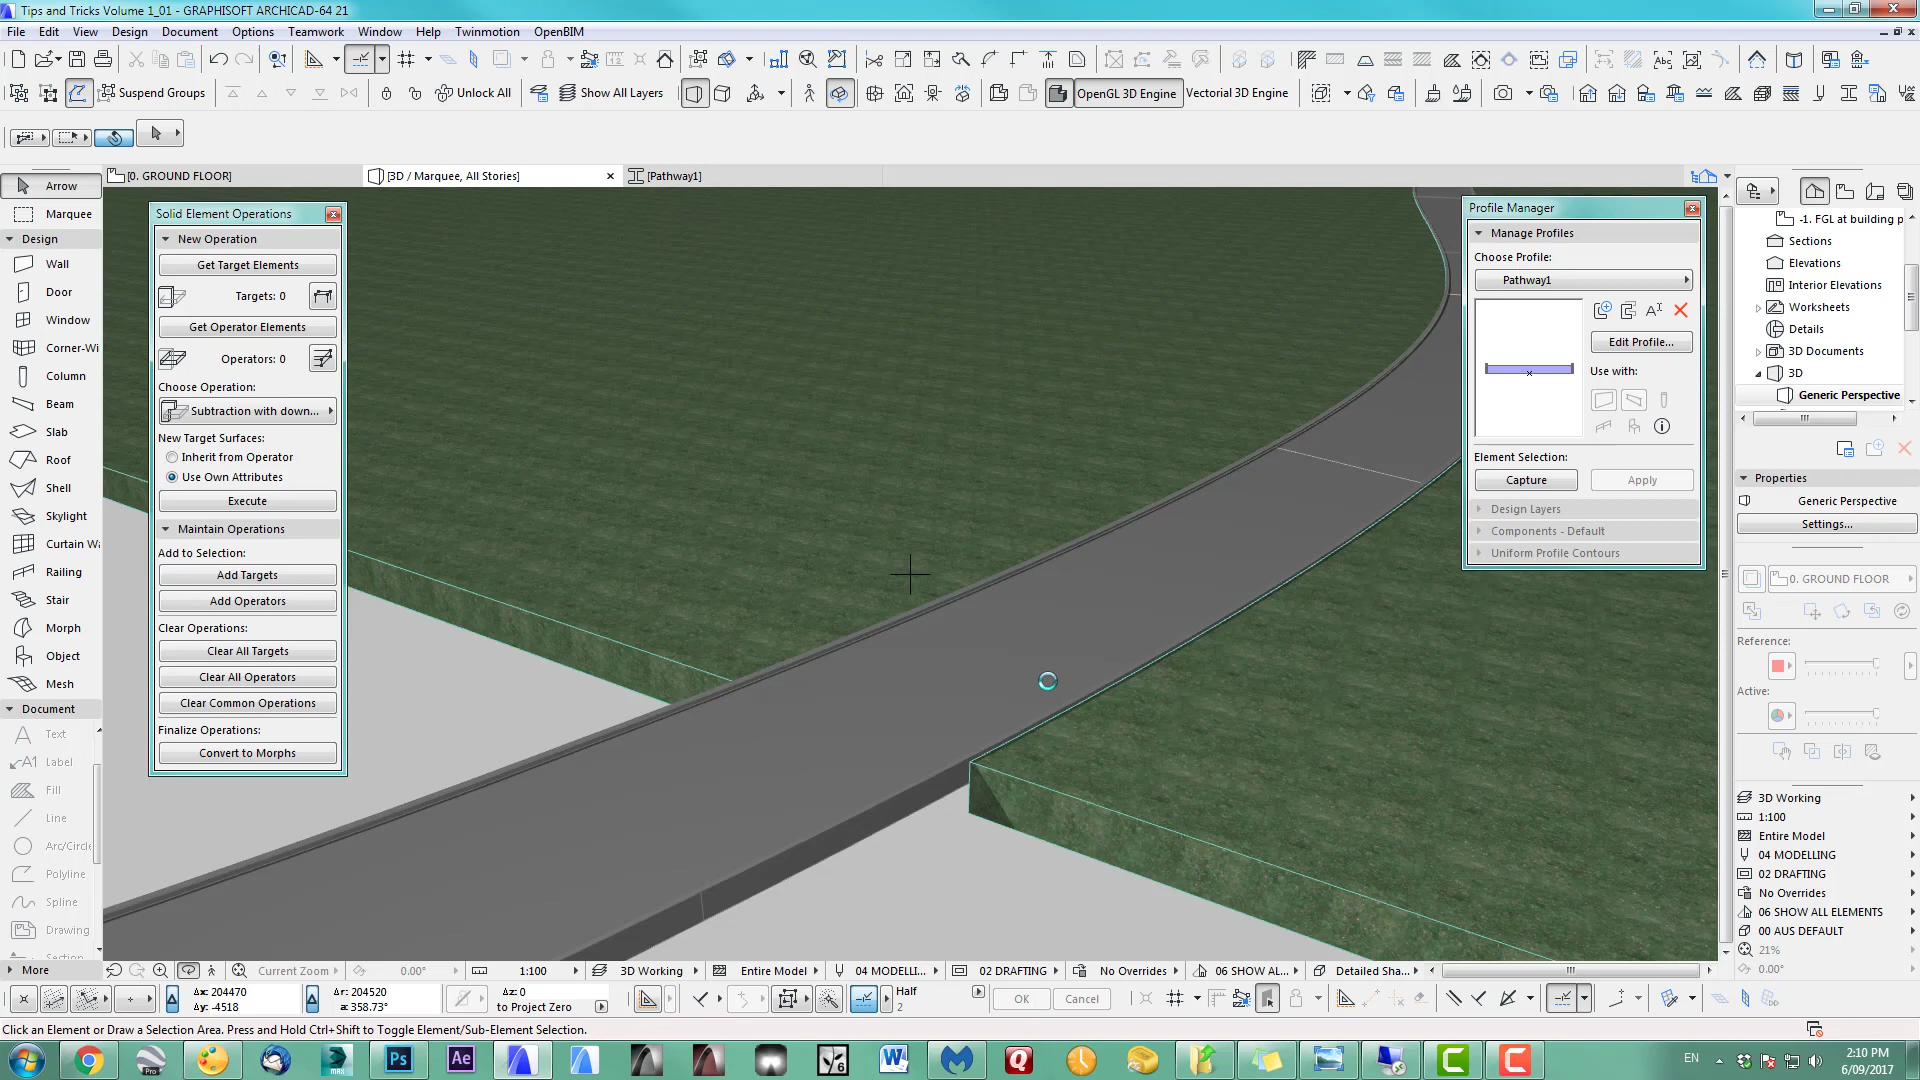 Tips and Tricks Volume 1_01 - GRAPHISOFT ARCHICAD-64 21
File Edit View Design Document Options Teamwork Window Help Twinmotion OpenBIM
Suspend Groups Unlock All Show All Layers OpenGL 3D Engine Vectorial 3D Engine
[0. GROUND FLOOR] [3D / Marquee, All Stories] [Pathway1]
Arrow
Marquee
Design
Wall
Door
Window
Corner-Wi
Column
Beam
Slab
Roof
Shell
Skylight
Curtain Wa
Railing
Stair
Morph
Object
Mesh
Document
Text
A1 Label
Fill
Line
Arc/Circle
Polyline
Spline
Drawing
Section
More
Solid Element Operations
New Operation
Get Target Elements
Targets: 0
Get Operator Elements
Operators: 0
Choose Operation:
Subtraction with down...
New Target Surfaces:
Inherit from Operator
Use Own Attributes
Execute
Maintain Operations
Add to Selection:
Add Targets
Add Operators
Clear Operations:
Clear All Targets
Clear All Operators
Clear Common Operations
Finalize Operations:
Convert to Morphs
Profile Manager
Manage Profiles
Choose Profile:
Pathway1
Edit Profile...
Use with:
Element Selection:
Capture Apply
Design Layers
Components - Default
Uniform Profile Contours
-1. FGL at building p
Sections
Elevations
Interior Elevations
Worksheets
Details
3D Documents
3D
Generic Perspective
Properties
Generic Perspective
Settings...
0. GROUND FLOOR
Reference:
Active:
3D Working
1:100
Entire Model
04 MODELLING
02 DRAFTING
No Overrides
06 SHOW ALL ELEMENTS
00 AUS DEFAULT
21%
0.00°
Current Zoom 0.00° 1:100 3D Working Entire Model 04 MODELLI... 02 DRAFTING No Overrides 06 SHOW AL... Detailed Sha...
Δx: 204470 Δr: 204520 Δz: 0 Half
Δy: -4518 a: 358.73° to Project Zero 2 OK Cancel
Click an Element or Draw a Selection Area. Press and Hold Ctrl+Shift to Toggle Element/Sub-Element Selection.
Pro MAX Ps Ae 6 W Q C C EN 2:10 PM
6/09/2017